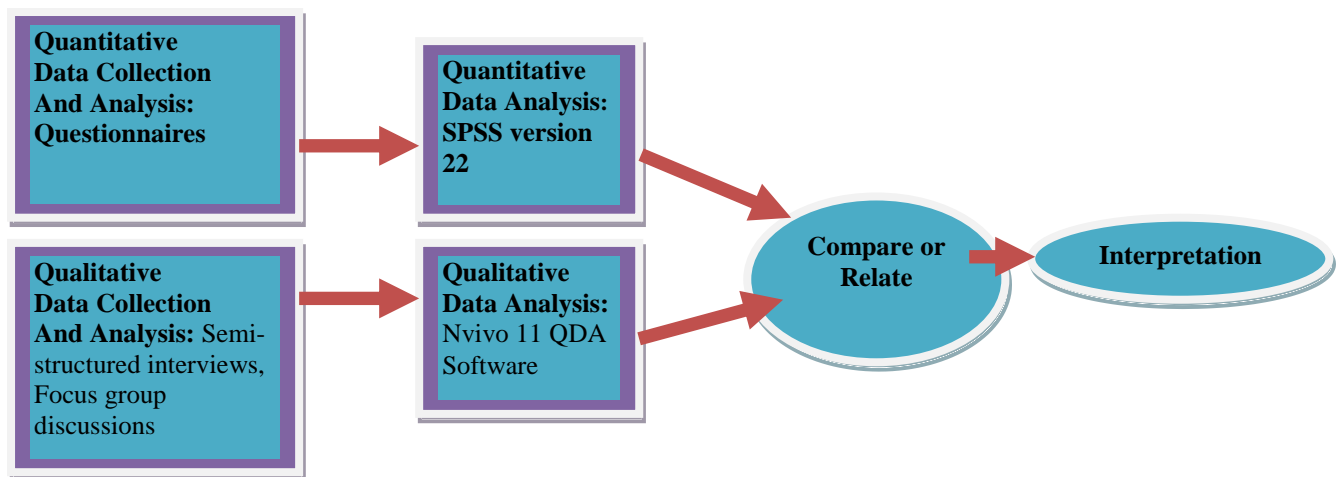 Quantitative
Data Collection
And Analysis:
Questionnaires
Quantitative
Data Analysis:
SPSS version
22
Qualitative
Data Collection
And Analysis: Semi-
structured interviews,
Focus group
discussions
Qualitative
Data Analysis:
Nvivo 11 QDA
Software
Compare or
Relate
Interpretation